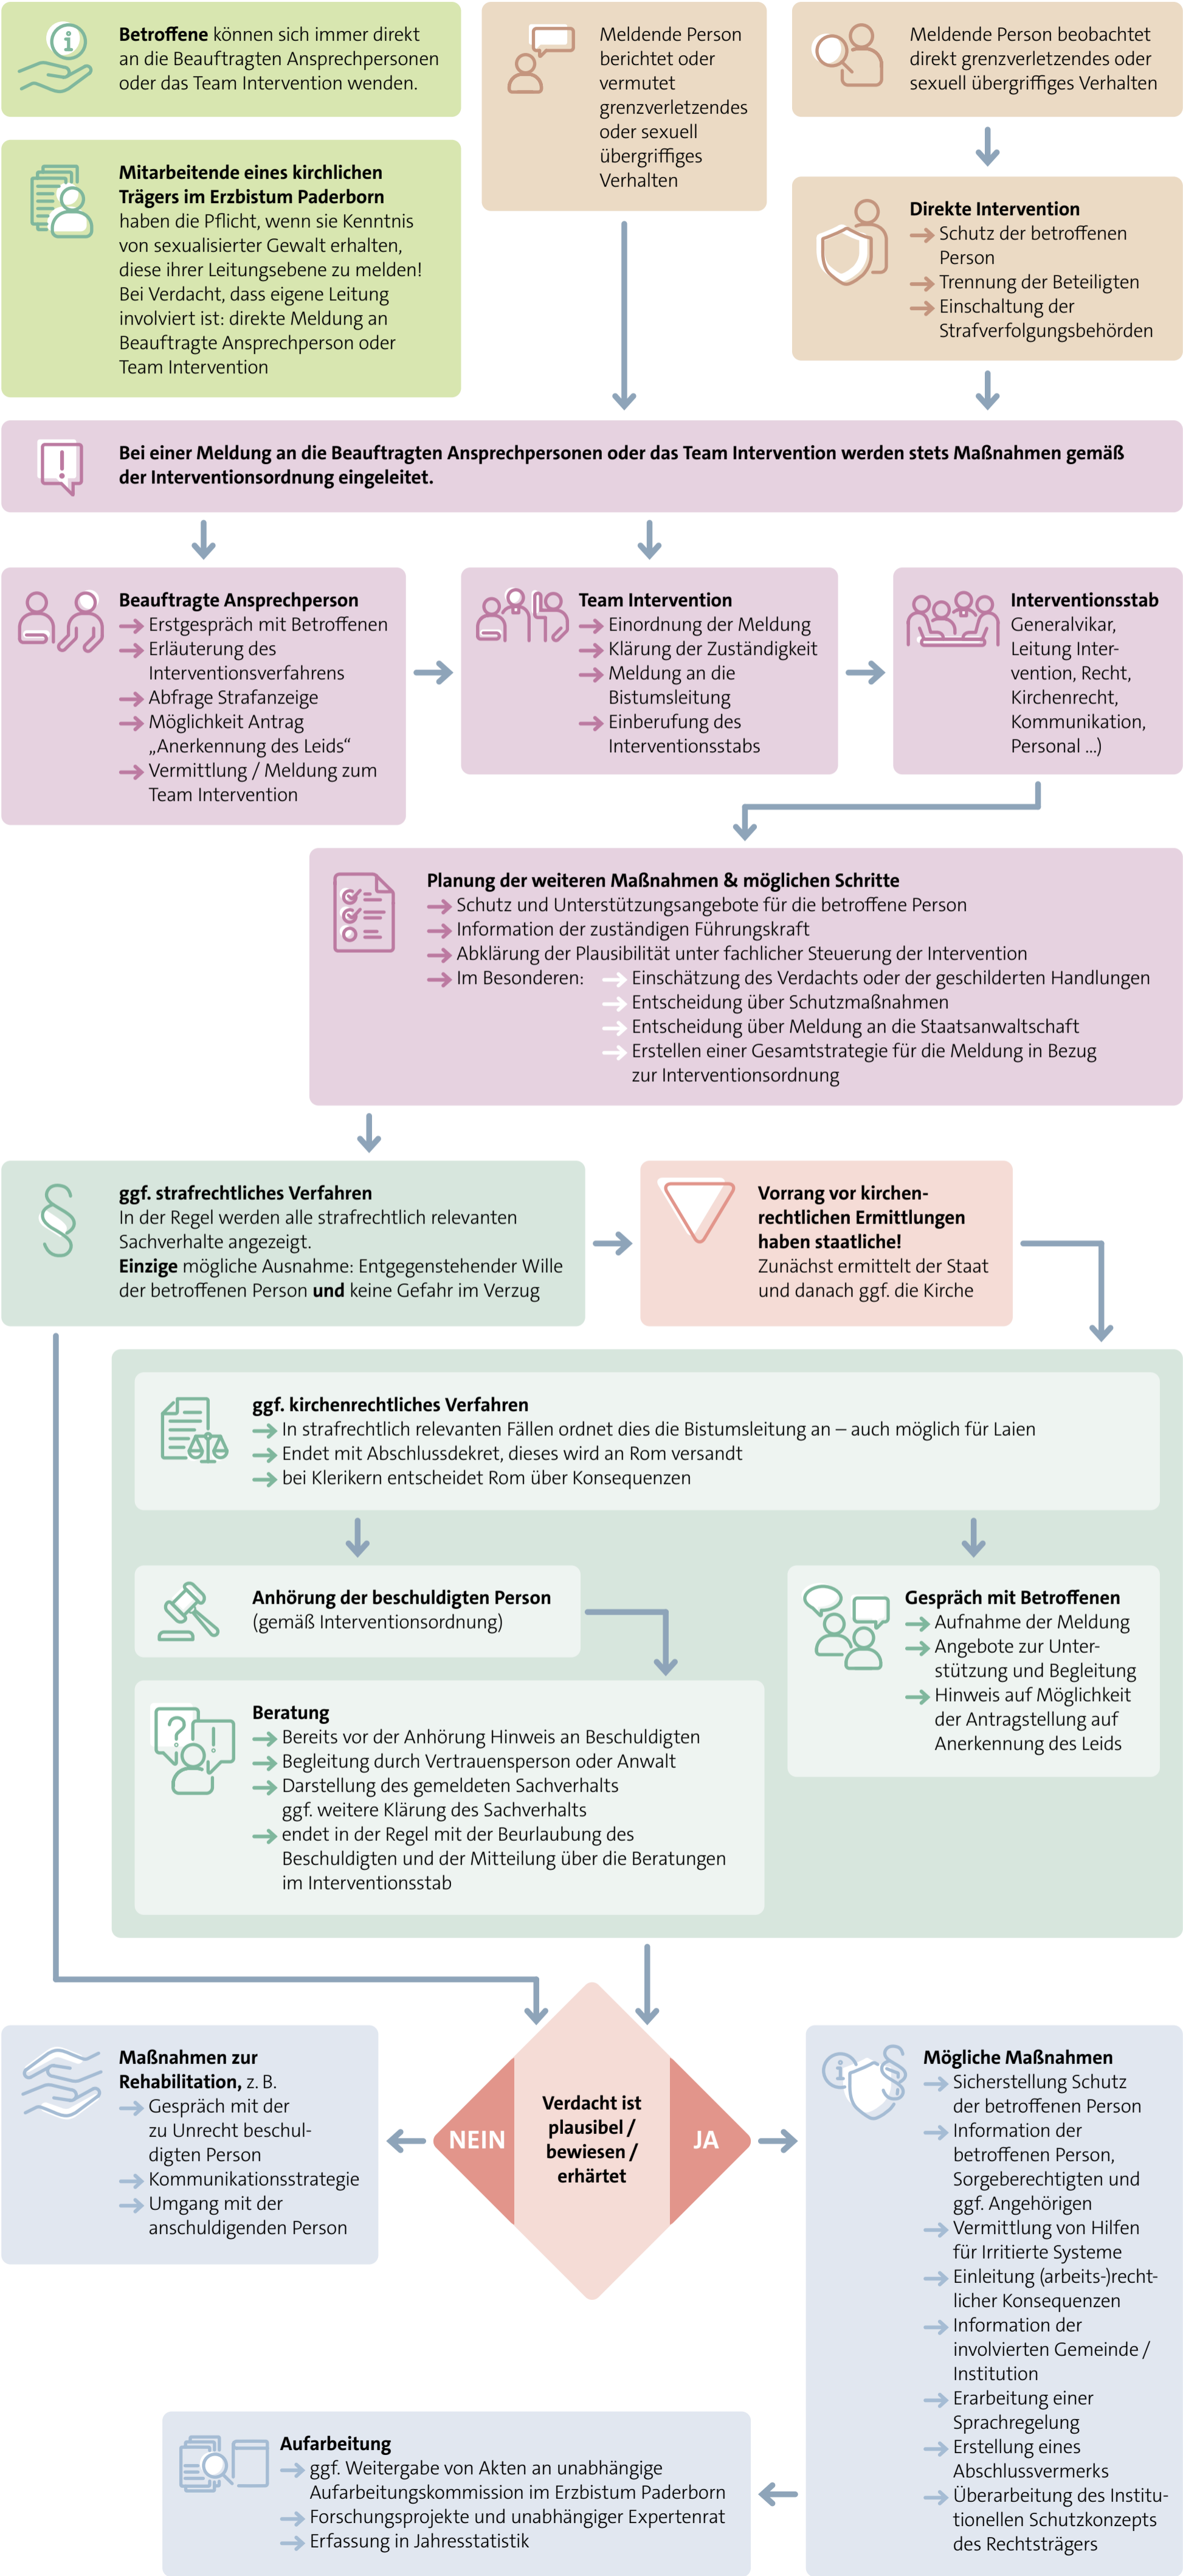 Betroffene können sich immer direkt
an die Beauftragten Ansprechpersonen
oder das Team Intervention wenden.
Mitarbeitende eines kirchlichen
Trägers im Erzbistum Paderborn
haben die Pflicht, wenn sie Kenntnis
von sexualisierter Gewalt erhalten,
diese ihrer Leitungsebene zu melden!
Bei Verdacht, dass eigene Leitung
involviert ist: direkte Meldung an
Beauftragte Ansprechperson oder
Team Intervention
Meldende Person
berichtet oder
vermutet
grenzverletzendes
oder sexuell
übergriffiges
Verhalten
Meldende Person beobachtet
direkt grenzverletzendes oder
sexuell übergriffiges Verhalten
Direkte Intervention
Schutz der betroffenen
Person
Trennung der Beteiligten
Einschaltung der
Strafverfolgungsbehörden
Bei einer Meldung an die Beauftragten Ansprechpersonen oder das Team Intervention werden stets Maßnahmen gemäß
der Interventionsordnung eingeleitet.
Beauftragte Ansprechperson
Erstgespräch mit Betroffenen
Erläuterung des
Interventionsverfahrens
Abfrage Strafanzeige
Möglichkeit Antrag
„Anerkennung des Leids“
Vermittlung / Meldung zum
Team Intervention
Team Intervention
Einordnung der Meldung
Klärung der Zuständigkeit
Meldung an die
Bistumsleitung
Einberufung des
Interventionsstabs
Interventionsstab
Generalvikar,
Leitung Inter-
vention, Recht,
Kirchenrecht,
Kommunikation,
Personal ...)
Planung der weiteren Maßnahmen & möglichen Schritte
Schutz und Unterstützungsangebote für die betroffene Person
Information der zuständigen Führungskraft
Abklärung der Plausibilität unter fachlicher Steuerung der Intervention
Im Besonderen: Einschätzung des Verdachts oder der geschilderten Handlungen
Entscheidung über Schutzmaßnahmen
Entscheidung über Meldung an die Staatsanwaltschaft
Erstellen einer Gesamtstrategie für die Meldung in Bezug
zur Interventionsordnung
ggf. strafrechtliches Verfahren
In der Regel werden alle strafrechtlich relevanten
Sachverhalte angezeigt.
Einzige mögliche Ausnahme: Entgegenstehender Wille
der betroffenen Person und keine Gefahr im Verzug
Vorrang vor kirchen-
rechtlichen Ermittlungen
haben staatliche!
Zunächst ermittelt der Staat
und danach ggf. die Kirche
ggf. kirchenrechtliches Verfahren
In strafrechtlich relevanten Fällen ordnet dies die Bistumsleitung an – auch möglich für Laien
Endet mit Abschlussdekret, dieses wird an Rom versandt
bei Klerikern entscheidet Rom über Konsequenzen
Anhörung der beschuldigten Person
(gemäß Interventionsordnung)
Beratung
Bereits vor der Anhörung Hinweis an Beschuldigten
Begleitung durch Vertrauensperson oder Anwalt
Darstellung des gemeldeten Sachverhalts
ggf. weitere Klärung des Sachverhalts
endet in der Regel mit der Beurlaubung des
Beschuldigten und der Mitteilung über die Beratungen
im Interventionsstab
Gespräch mit Betroffenen
Aufnahme der Meldung
Angebote zur Unter-
stützung und Begleitung
Hinweis auf Möglichkeit
der Antragstellung auf
Anerkennung des Leids
Maßnahmen zur
Rehabilitation, z. B.
Gespräch mit der
zu Unrecht beschul-
digten Person
Kommunikationsstrategie
Umgang mit der
anschuldigenden Person
NEIN
Verdacht ist
plausibel /
bewiesen /
erhärtet
JA
Mögliche Maßnahmen
Sicherstellung Schutz
der betroffenen Person
Information der
betroffenen Person,
Sorgeberechtigten und
ggf. Angehörigen
Vermittlung von Hilfen
für Irritierte Systeme
Einleitung (arbeits-)recht-
licher Konsequenzen
Information der
involvierten Gemeinde /
Institution
Erarbeitung einer
Sprachregelung
Erstellung eines
Abschlussvermerks
Überarbeitung des Institu-
tionellen Schutzkonzepts
des Rechtsträgers
Aufarbeitung
ggf. Weitergabe von Akten an unabhängige
Aufarbeitungskommission im Erzbistum Paderborn
Forschungsprojekte und unabhängiger Expertenrat
Erfassung in Jahresstatistik